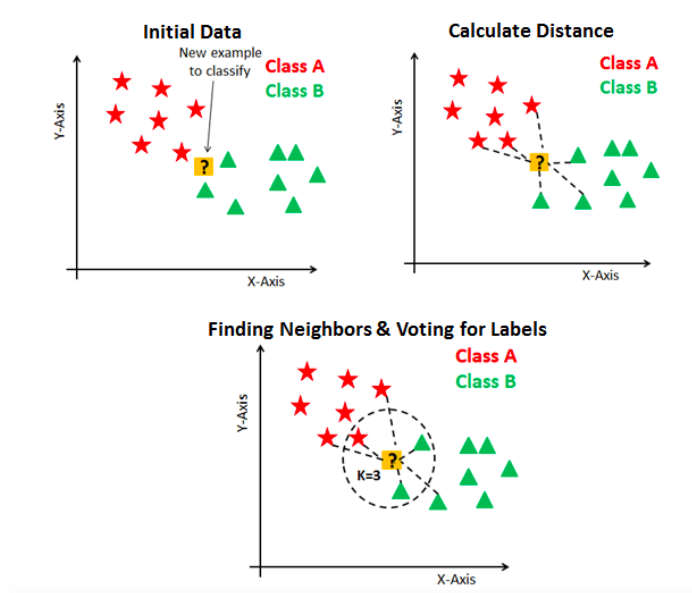 Initial Data
New example
to classify
Class A
Class B
?
Y-Axis
X-Axis
Calculate Distance
Class A
Class B
?
Y-Axis
X-Axis
Finding Neighbors & Voting for Labels
Class A
Class B
?
K=3
Y-Axis
X-Axis